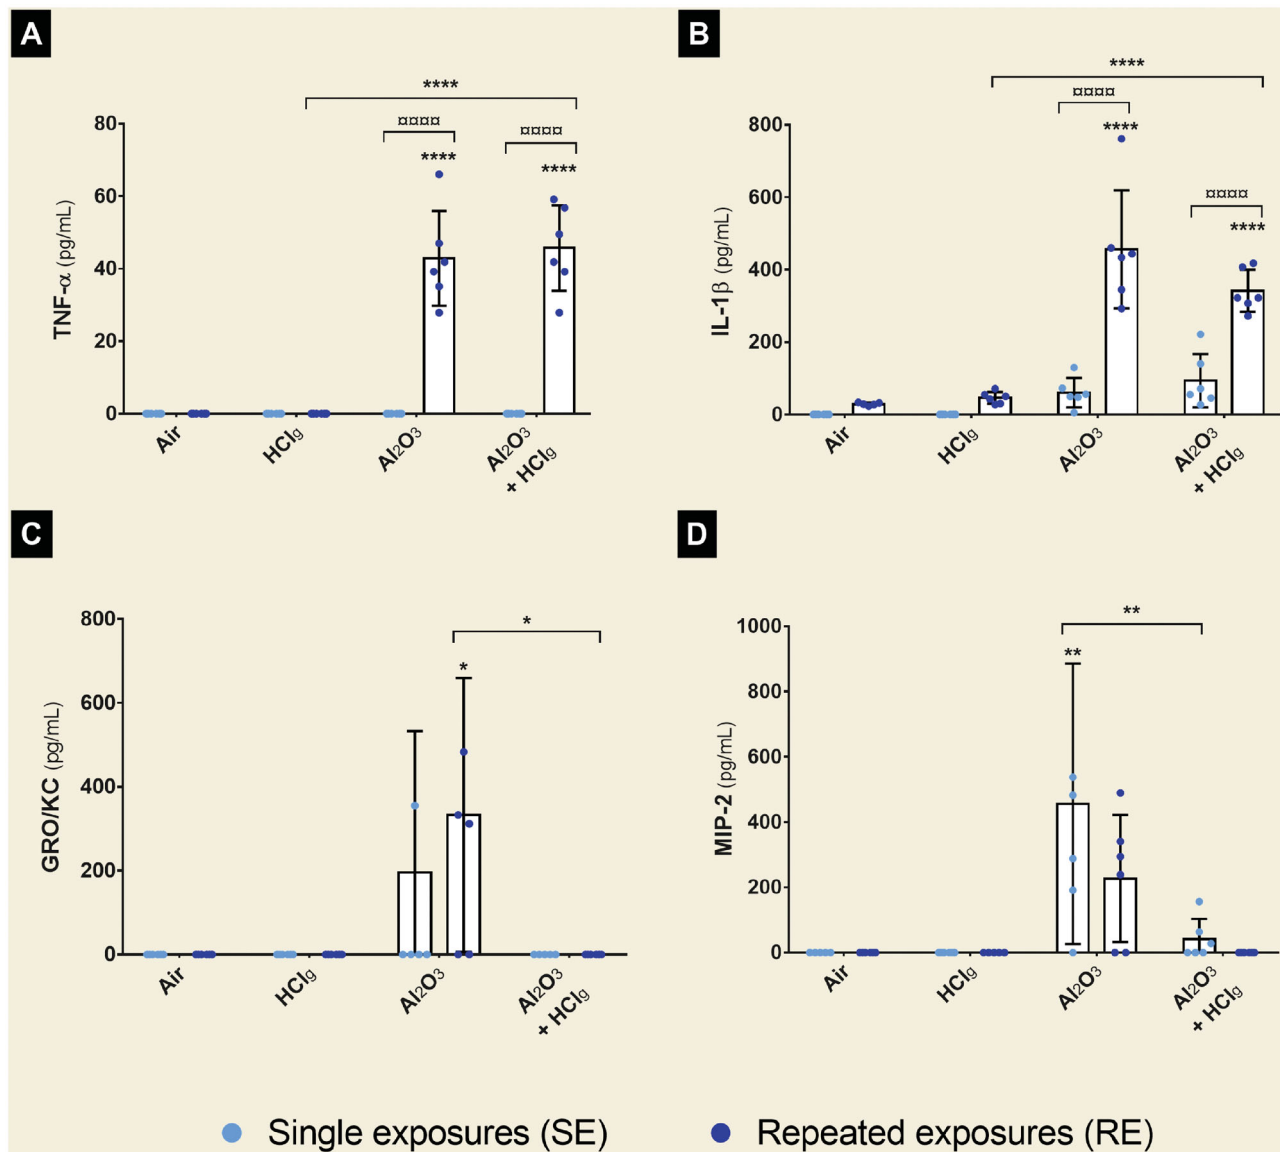 A
****
¤¤¤¤
¤¤¤¤
****
****
80
60
40
20
0
TNF-α (pg/mL)
Air
HClg
Al2O3
Al2O3
+ HClg
B
****
¤¤¤¤
****
¤¤¤¤
****
800
600
400
200
0
IL-1β (pg/mL)
Air
HClg
Al2O3
Al2O3
+ HClg
C
*
*
800
600
400
200
0
GRO/KC (pg/mL)
Air
HClg
Al2O3
Al2O3
+ HClg
D
**
**
1000
800
600
400
200
0
MIP-2 (pg/mL)
Air
HClg
Al2O3
Al2O3
+ HClg
Single exposures (SE)
Repeated exposures (RE)